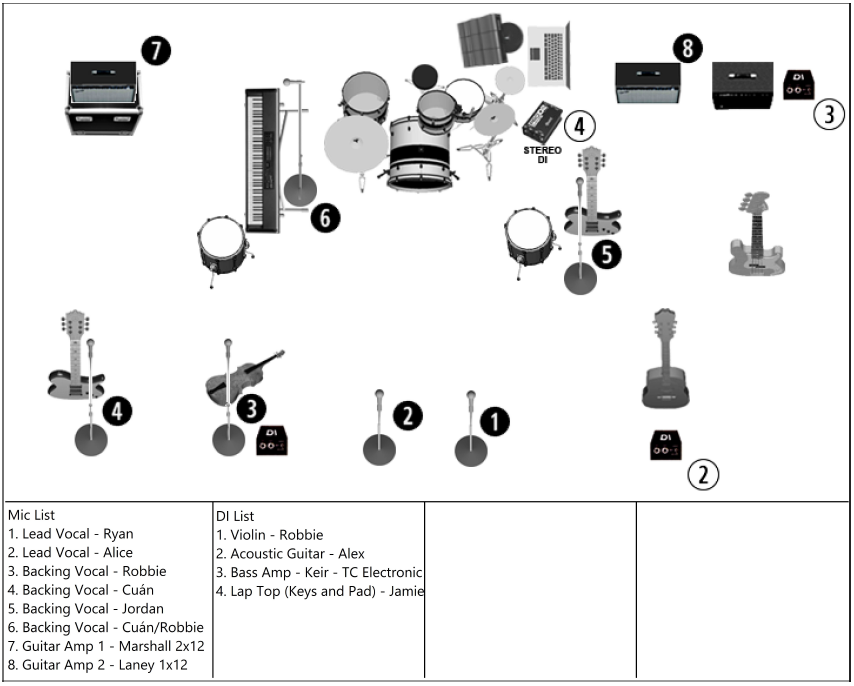 7
8
DI
3
4
STEREO
DI
6
5
4
3
DI
2
1
DI
2
Mic List
1. Lead Vocal - Ryan
2. Lead Vocal - Alice
3. Backing Vocal - Robbie
4. Backing Vocal - Cuán
5. Backing Vocal - Jordan
6. Backing Vocal - Cuán/Robbie
7. Guitar Amp 1 - Marshall 2x12
8. Guitar Amp 2 - Laney 1x12
DI List
1. Violin - Robbie
2. Acoustic Guitar - Alex
3. Bass Amp - Keir - TC Electronic
4. Lap Top (Keys and Pad) - Jamie